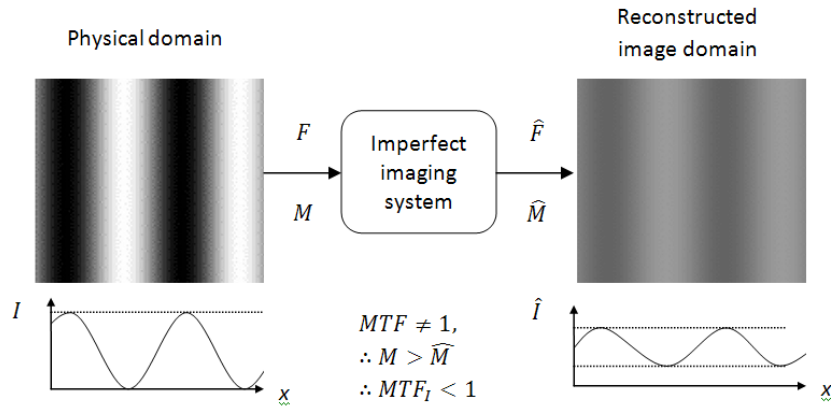 Physical domain
Reconstructed
image domain
F
M
Imperfect
imaging
system
F̂
M̂
I
x
MTF ≠ 1,
∴ M > M̂
∴ MTF_I < 1
Î
x